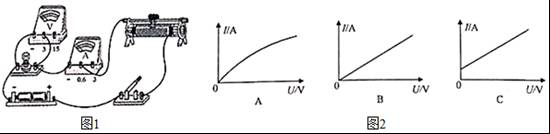 V
- 3 15
A
- 0.6 3
- +
I/A
0
U/V
A
I/A
0
U/V
B
I/A
0
U/V
C
图1
图2